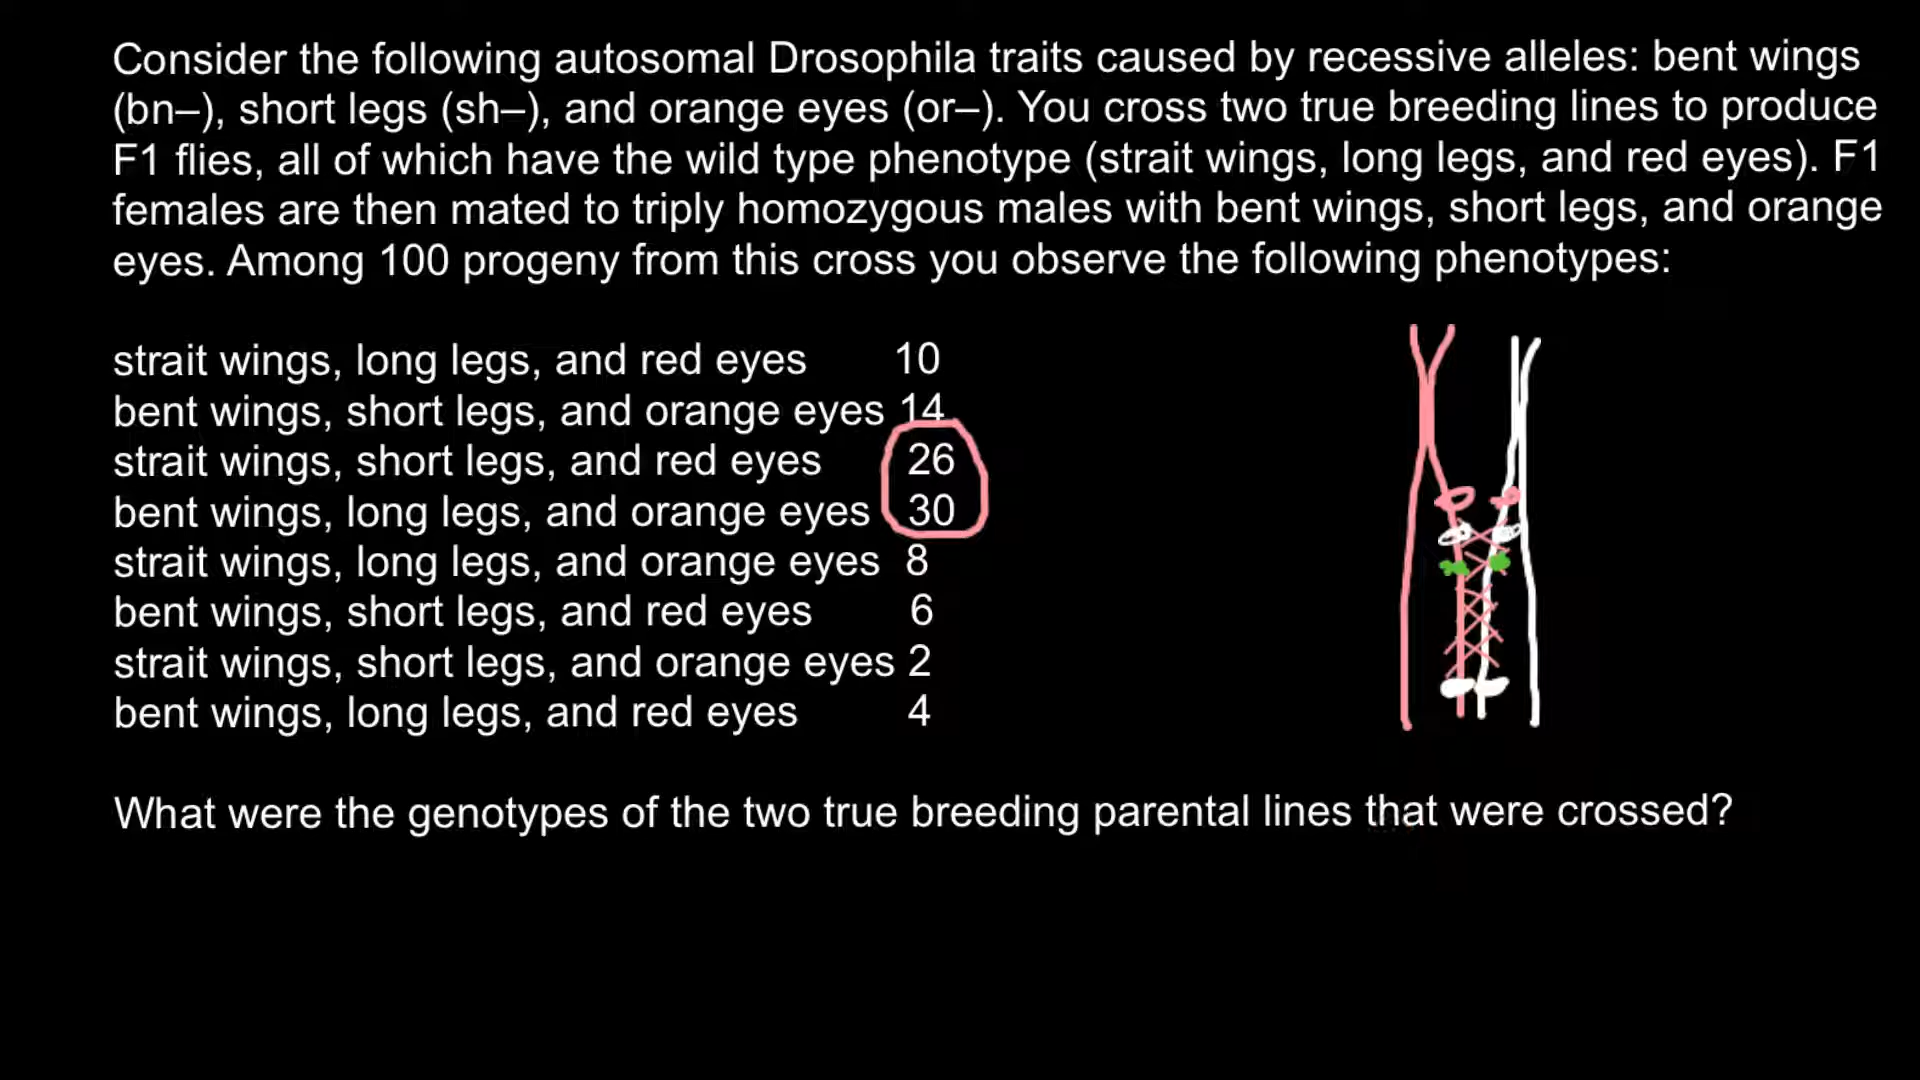 Consider the following autosomal Drosophila traits caused by recessive alleles: bent wings
(bn–), short legs (sh–), and orange eyes (or–). You cross two true breeding lines to produce
F1 flies, all of which have the wild type phenotype (strait wings, long legs, and red eyes). F1
females are then mated to triply homozygous males with bent wings, short legs, and orange
eyes. Among 100 progeny from this cross you observe the following phenotypes:
strait wings, long legs, and red eyes 10
bent wings, short legs, and orange eyes 14
strait wings, short legs, and red eyes 26
bent wings, long legs, and orange eyes 30
strait wings, long legs, and orange eyes 8
bent wings, short legs, and red eyes 6
strait wings, short legs, and orange eyes 2
bent wings, long legs, and red eyes 4
What were the genotypes of the two true breeding parental lines that were crossed?